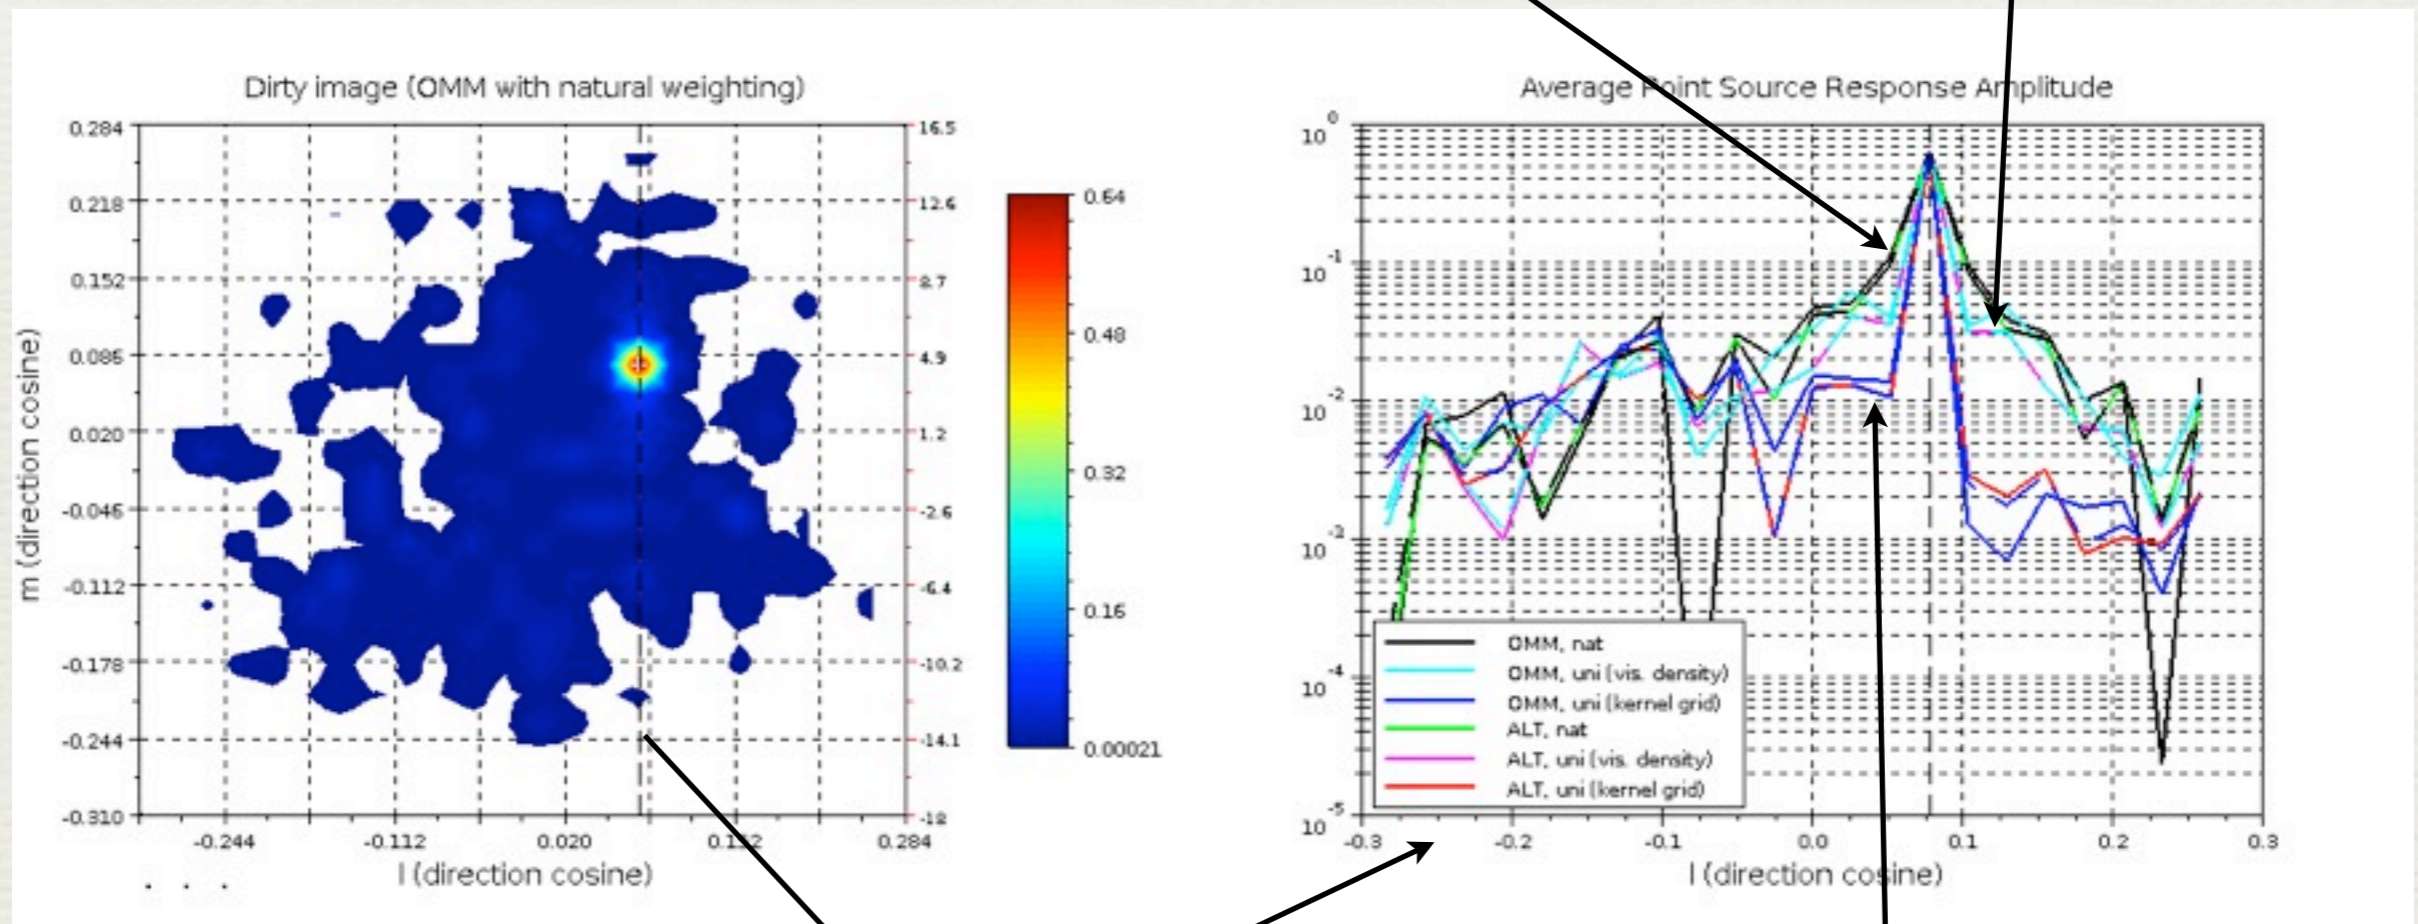 Dirty image (OMM with natural weighting)
0.284
0.218
0.152
0.085
0.020
-0.046
-0.112
-0.178
-0.244
-0.310
m (direction cosine)
-0.244 -0.112 0.020 0.152 0.284
l (direction cosine)
. . .
16.5
12.6
8.7
4.9
1.2
-2.6
-6.4
-10.2
-14.1
-18
0.64
0.48
0.32
0.16
0.00021
Average Point Source Response Amplitude
10^0
10^-1
10^-2
10^-3
10^-4
10^-5
OMM, nat
OMM, uni (vis. density)
OMM, uni (kernel grid)
ALT, nat
ALT, uni (vis. density)
ALT, uni (kernel grid)
-0.3 -0.2 -0.1 0.0 0.1 0.2 0.3
l (direction cosine)